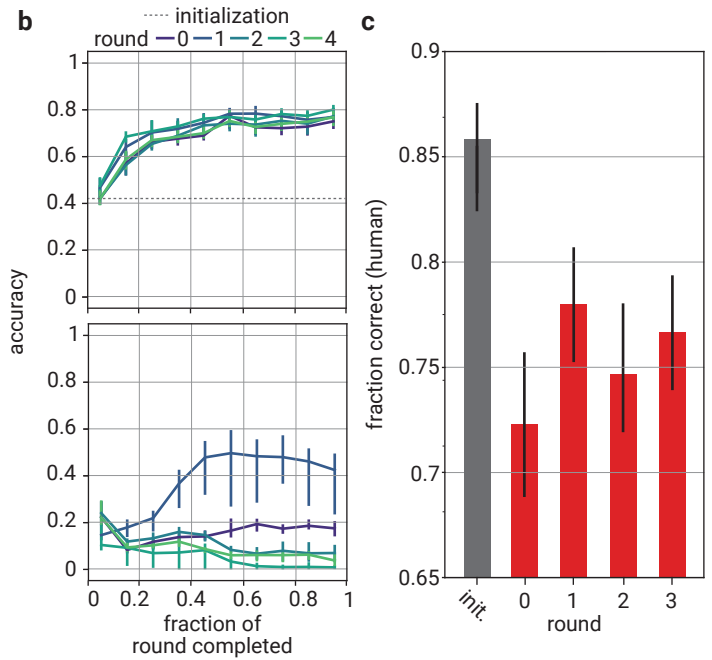 b
initialization
round 0 1 2 3 4
1
0.8
0.6
0.4
0.2
0
accuracy
1
0.8
0.6
0.4
0.2
0
0 0.2 0.4 0.6 0.8 1
fraction of
round completed
c
0.9
0.85
0.8
0.75
0.7
0.65
fraction correct (human)
init. 0 1 2 3
round